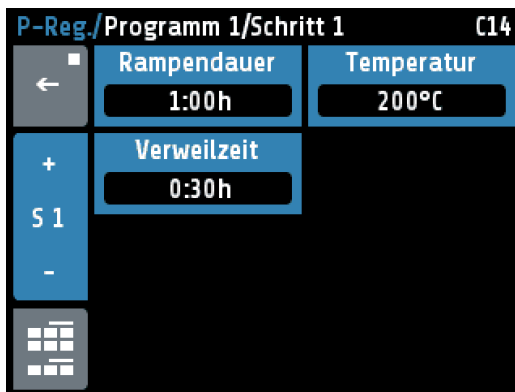 P-Reg./Programm 1/Schritt 1 C14
Rampendauer Temperatur
1:00h 200°C
Verweilzeit
0:30h
+
S 1
-